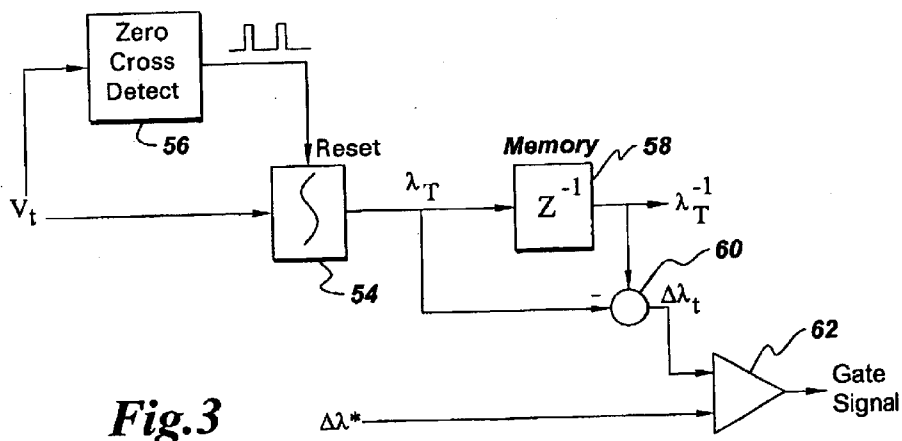 Zero
Cross
Detect
56
Reset
V_t
54
λ_T
Memory
58
Z^-1
λ_T^-1
60
-
Δλ_t
62
Gate
Signal
Δλ*
Fig.3